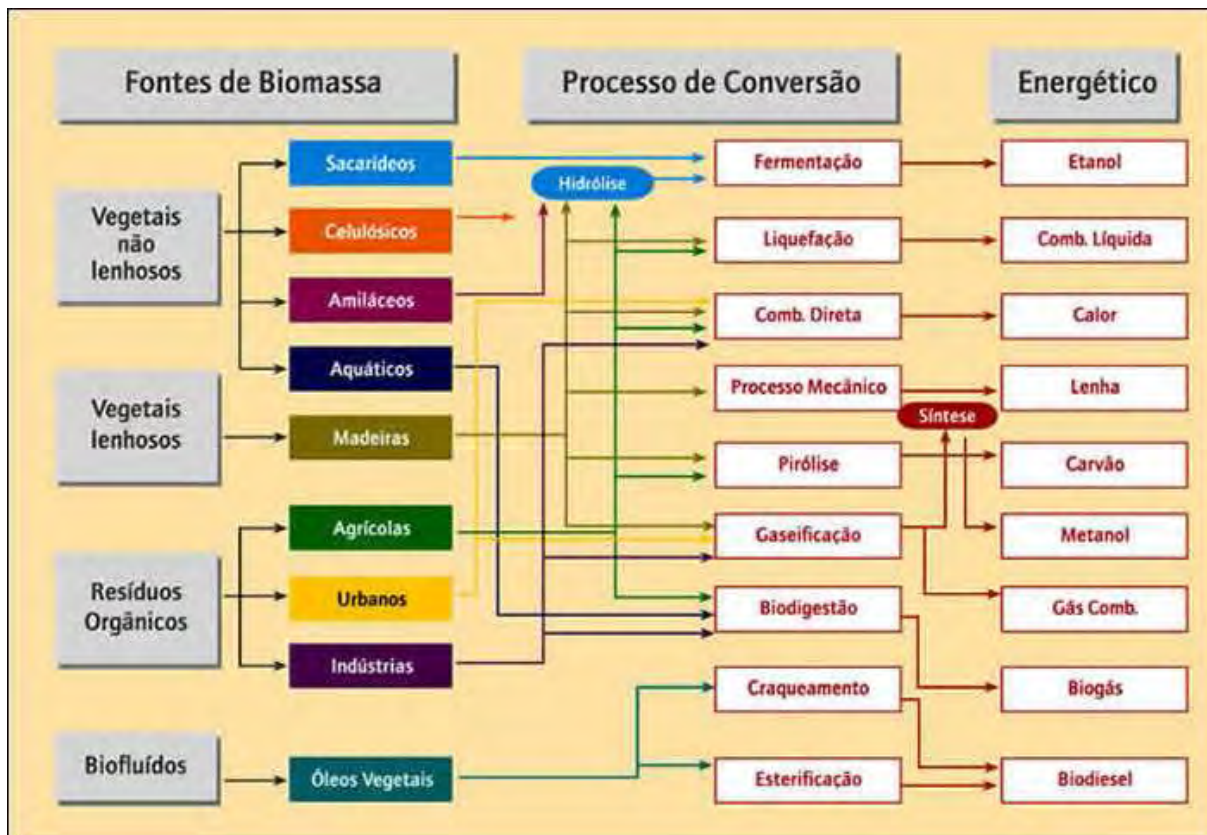 Fontes de Biomassa
Processo de Conversão
Energético
Vegetais
não
lenhosos
Vegetais
lenhosos
Resíduos
Orgânicos
Biofluídos
Sacarídeos
Celulósicos
Amiláceos
Aquáticos
Madeiras
Agrícolas
Urbanos
Indústrias
Óleos Vegetais
Hidrólise
Fermentação
Liquefação
Comb. Direta
Processo Mecânico
Pirólise
Gaseificação
Biodigestão
Craqueamento
Esterificação
Síntese
Etanol
Comb. Líquida
Calor
Lenha
Carvão
Metanol
Gás Comb.
Biogás
Biodiesel